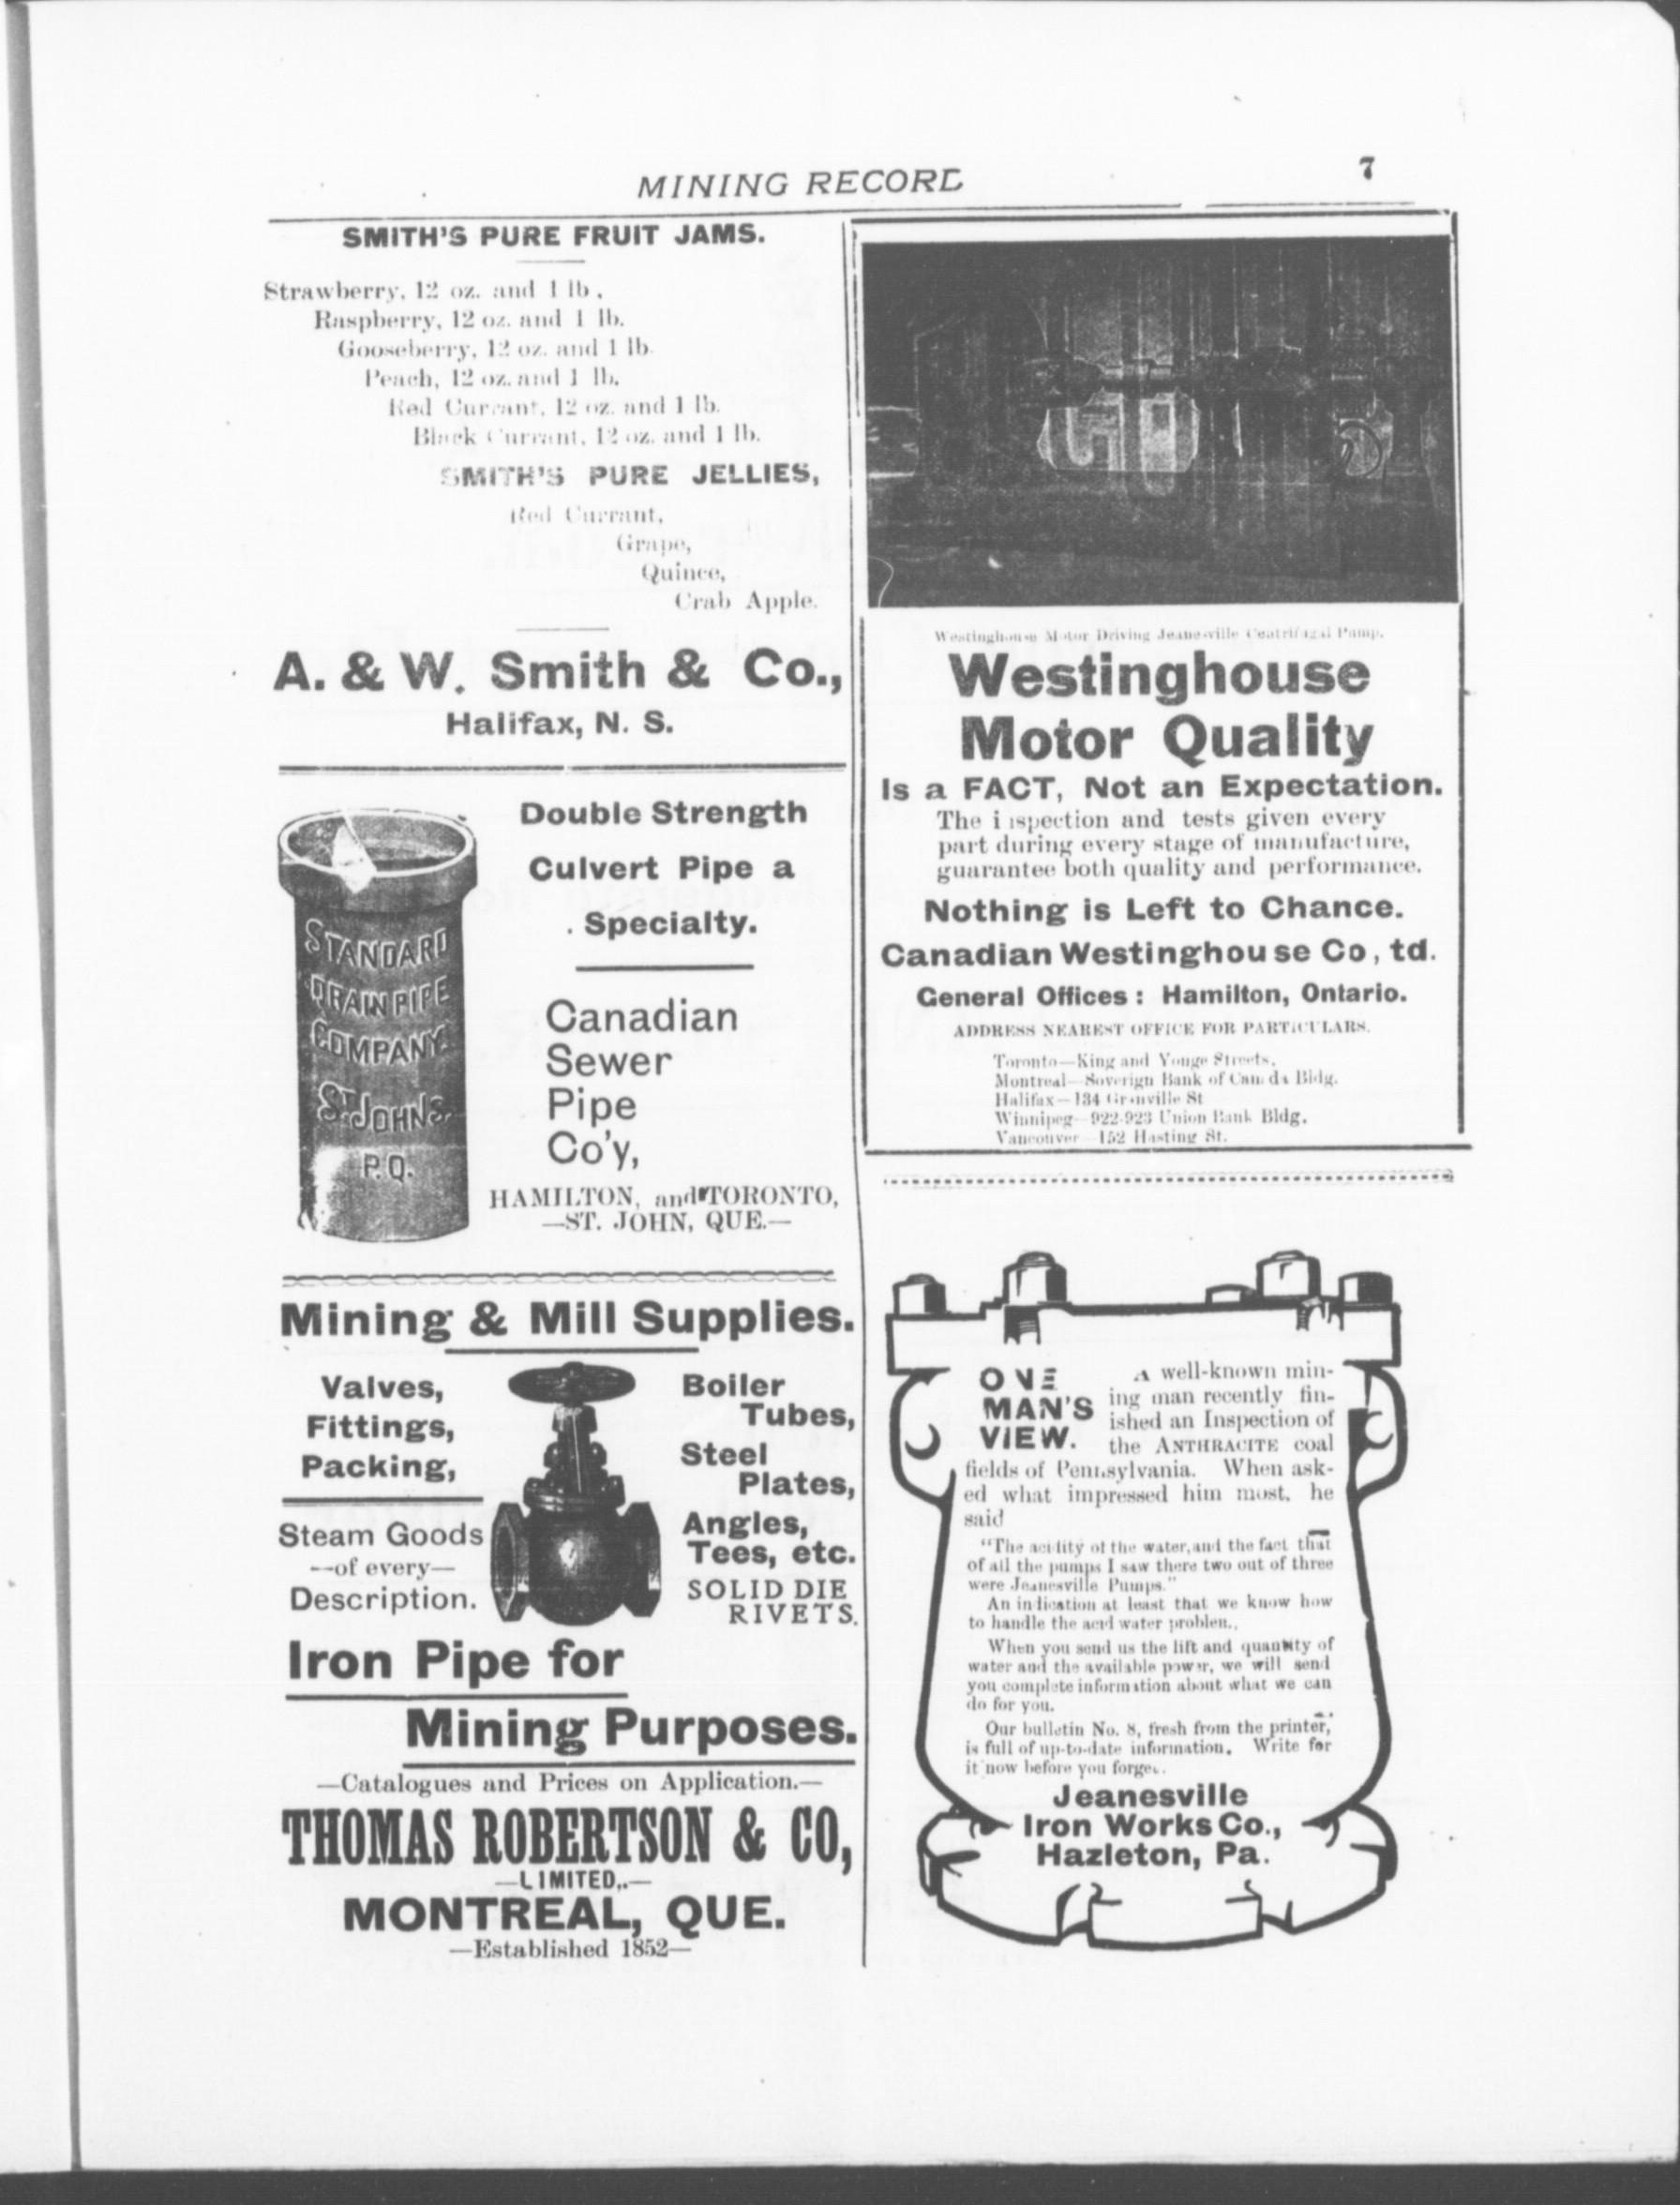 MINING RECORD
7
SMITH'S PURE FRUIT JAMS.
Strawberry, 12 oz. and 1 lb.,
Raspberry, 12 oz. and 1 lb.
Gooseberry, 12 oz. and 1 lb.
Peach, 12 oz. and 1 lb.
Red Currant, 12 oz. and 1 lb.
Black Currant, 12 oz. and 1 lb.
SMITH'S PURE JELLIES,
Red Currant,
Grape,
Quince,
Crab Apple.
A. & W. Smith & Co.,
Halifax, N. S.
STANDARD
DRAIN PIPE
COMPANY
ST. JOHNS.
P.Q.
Double Strength
Culvert Pipe a
. Specialty.
Canadian
Sewer
Pipe
Co'y,
HAMILTON, and TORONTO,
—ST. JOHN, QUE.—
Mining & Mill Supplies.
Valves,
Fittings,
Packing,
Steam Goods
—of every—
Description.
Boiler
Tubes,
Steel
Plates,
Angles,
Tees, etc.
SOLID DIE
RIVETS.
Iron Pipe for
Mining Purposes.
—Catalogues and Prices on Application.—
THOMAS ROBERTSON & CO,
—LIMITED,.—
MONTREAL, QUE.
—Established 1852—
Westinghouse Motor Driving Jeanesville Centrifugal Pump.
Westinghouse
Motor Quality
Is a FACT, Not an Expectation.
The inspection and tests given every
part during every stage of manufacture,
guarantee both quality and performance.
Nothing is Left to Chance.
Canadian Westinghouse Co, td.
General Offices: Hamilton, Ontario.
ADDRESS NEAREST OFFICE FOR PARTICULARS.
Toronto—King and Yonge Streets.
Montreal—Soverign Bank of Canada Bldg.
Halifax—134 Granville St
Winnipeg—922-923 Union Bank Bldg.
Vancouver—152 Hasting St.
ONE
MAN'S
VIEW.
A well-known min-
ing man recently fin-
ished an Inspection of
the ANTHRACITE coal
fields of Pennsylvania. When ask-
ed what impressed him most, he
said
"The acidity of the water, and the fact that
of all the pumps I saw there two out of three
were Jeanesville Pumps."
An indication at least that we know how
to handle the acid water problem.,
When you send us the lift and quantity of
water and the available power, we will send
you complete information about what we can
do for you.
Our bulletin No. 8, fresh from the printer,
is full of up-to-date information. Write for
it now before you forget.
Jeanesville
Iron Works Co.,
Hazleton, Pa.